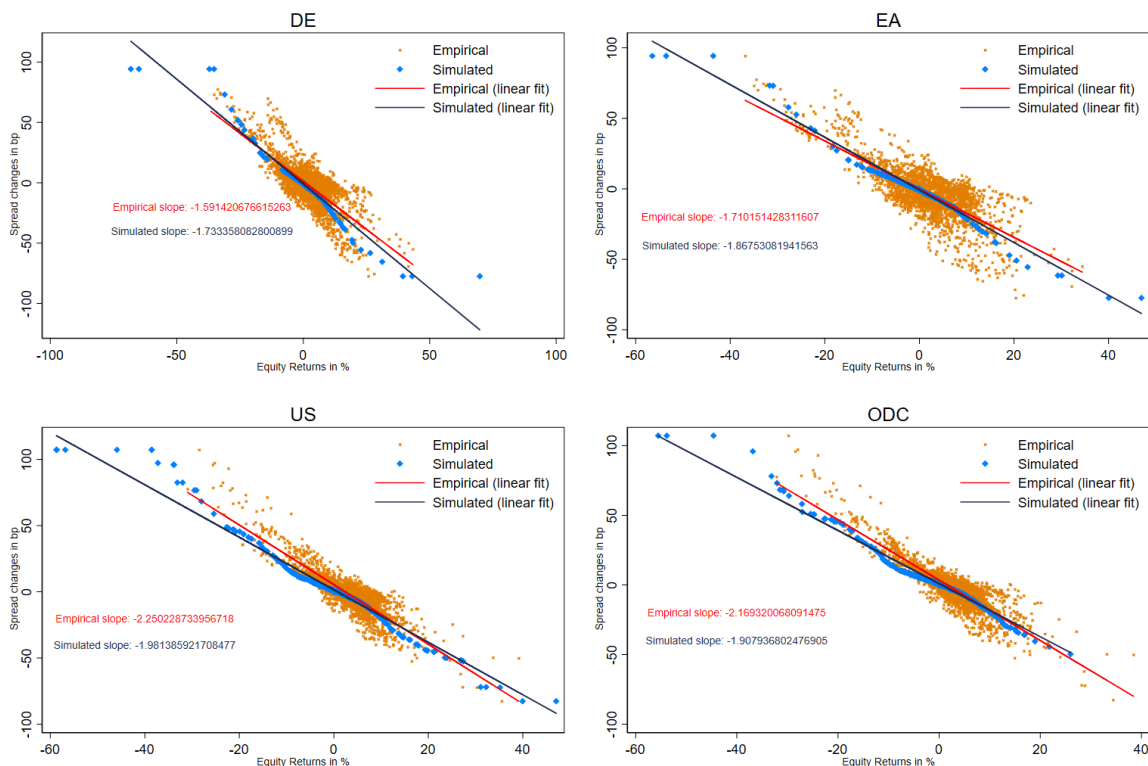 DE
Spread changes in bp
100
50
0
-50
-100
Empirical
Simulated
Empirical (linear fit)
Simulated (linear fit)
Empirical slope: -1.591420676615263
Simulated slope: -1.733358082800899
-100 -50 0 50 100
Equity Returns in %
EA
Spread changes in bp
100
50
0
-50
-100
Empirical
Simulated
Empirical (linear fit)
Simulated (linear fit)
Empirical slope: -1.710151428311607
Simulated slope: -1.86753081941563
-60 -40 -20 0 20 40
Equity Returns in %
US
Spread changes in bp
100
50
0
-50
-100
Empirical
Simulated
Empirical (linear fit)
Simulated (linear fit)
Empirical slope: -2.250228733956718
Simulated slope: -1.981385921708477
-60 -40 -20 0 20 40
Equity Returns in %
ODC
Spread changes in bp
100
50
0
-50
-100
Empirical
Simulated
Empirical (linear fit)
Simulated (linear fit)
Empirical slope: -2.169320068091475
Simulated slope: -1.907936802476905
-60 -40 -20 0 20 40
Equity Returns in %